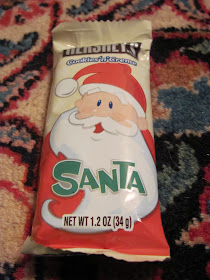 HERSHEY'S
Cookies 'n' Creme
SANTA
NET WT 1.2 OZ (34 g)